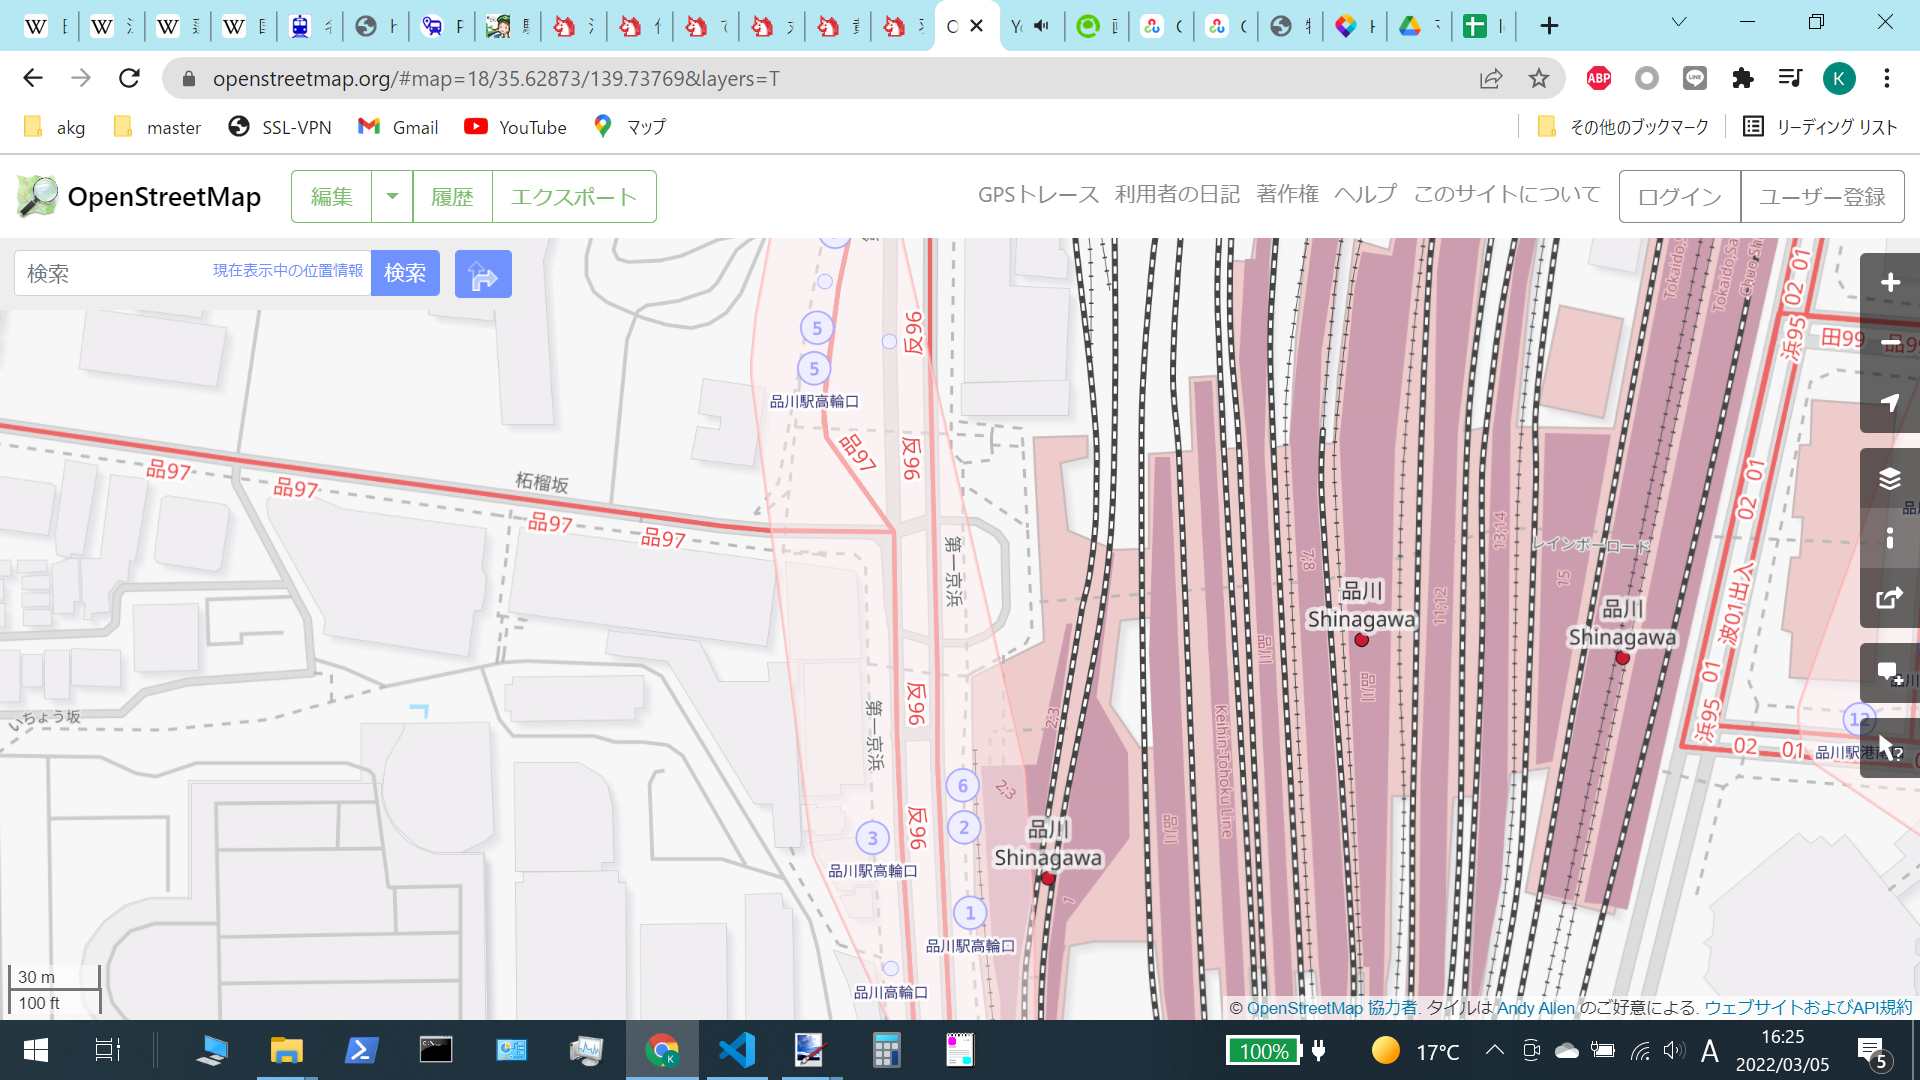 openstreetmap.org/#map=18/35.62873/139.73769&layers=T
ABP
LINE
K
akg
master
SSL-VPN
Gmail
YouTube
マップ
その他のブックマーク
リーディング リスト
OpenStreetMap
編集
履歴
エクスポート
GPSトレース
利用者の日記
著作権
ヘルプ
このサイトについて
ログイン
ユーザー登録
検索
現在表示中の位置情報
検索
5
5
品川駅高輪口
反96
反96
品97
品97
品97
柘榴坂
品97
品97
第一京浜
第一京浜
反96
反96
いちょう坂
6
2
3
品川駅高輪口
1
品川駅高輪口
品川高輪口
品川
Shinagawa
2;3
2;3
1
品川
Keihin-Tohoku Line
品川
7;8
品川
Shinagawa
品川
11;12
13;14
レインボーロード
15
品川
Shinagawa
02 01
浜95
田99
02 01
波01出入
浜95 01
02 01
12
品川駅港南口
30 m
100 ft
© OpenStreetMap 協力者. タイルは Andy Allen のご好意による. ウェブサイトおよびAPI規約
100%
17℃
A
16:25
2022/03/05
5